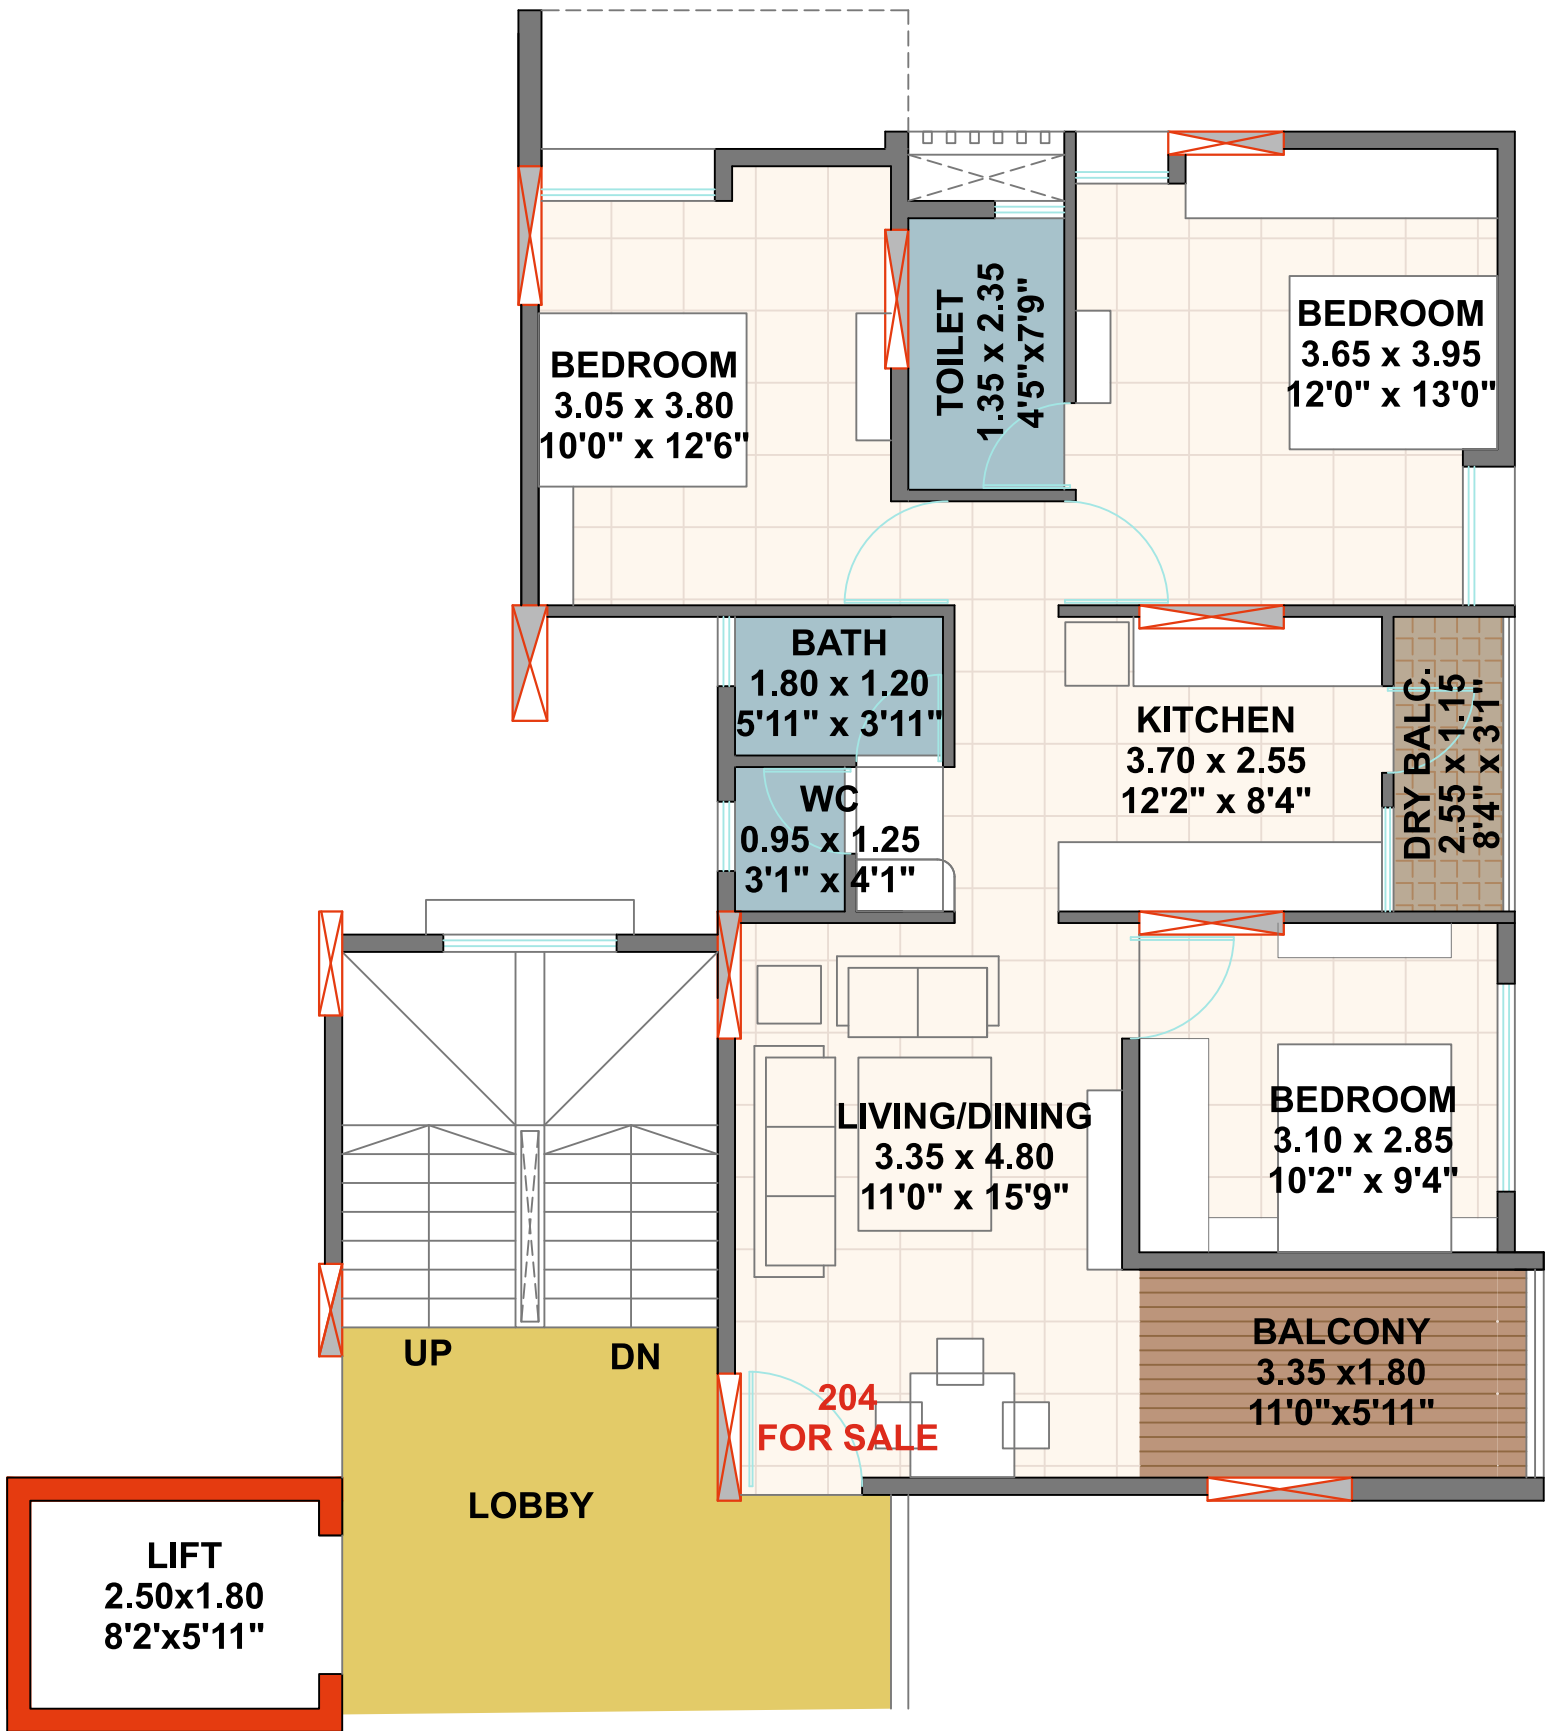 BEDROOM
3.05 x 3.80
10'0" x 12'6"
TOILET
1.35 x 2.35
4'5"x7'9"
BEDROOM
3.65 x 3.95
12'0" x 13'0"
BATH
1.80 x 1.20
5'11" x 3'11"
WC
0.95 x 1.25
3'1" x 4'1"
KITCHEN
3.70 x 2.55
12'2" x 8'4"
DRY BALC.
2.55 x 1.15
8'4" x 3'1"
LIVING/DINING
3.35 x 4.80
11'0" x 15'9"
BEDROOM
3.10 x 2.85
10'2" x 9'4"
UP
DN
BALCONY
3.35 x1.80
11'0"x5'11"
204
FOR SALE
LOBBY
LIFT
2.50x1.80
8'2'x5'11"